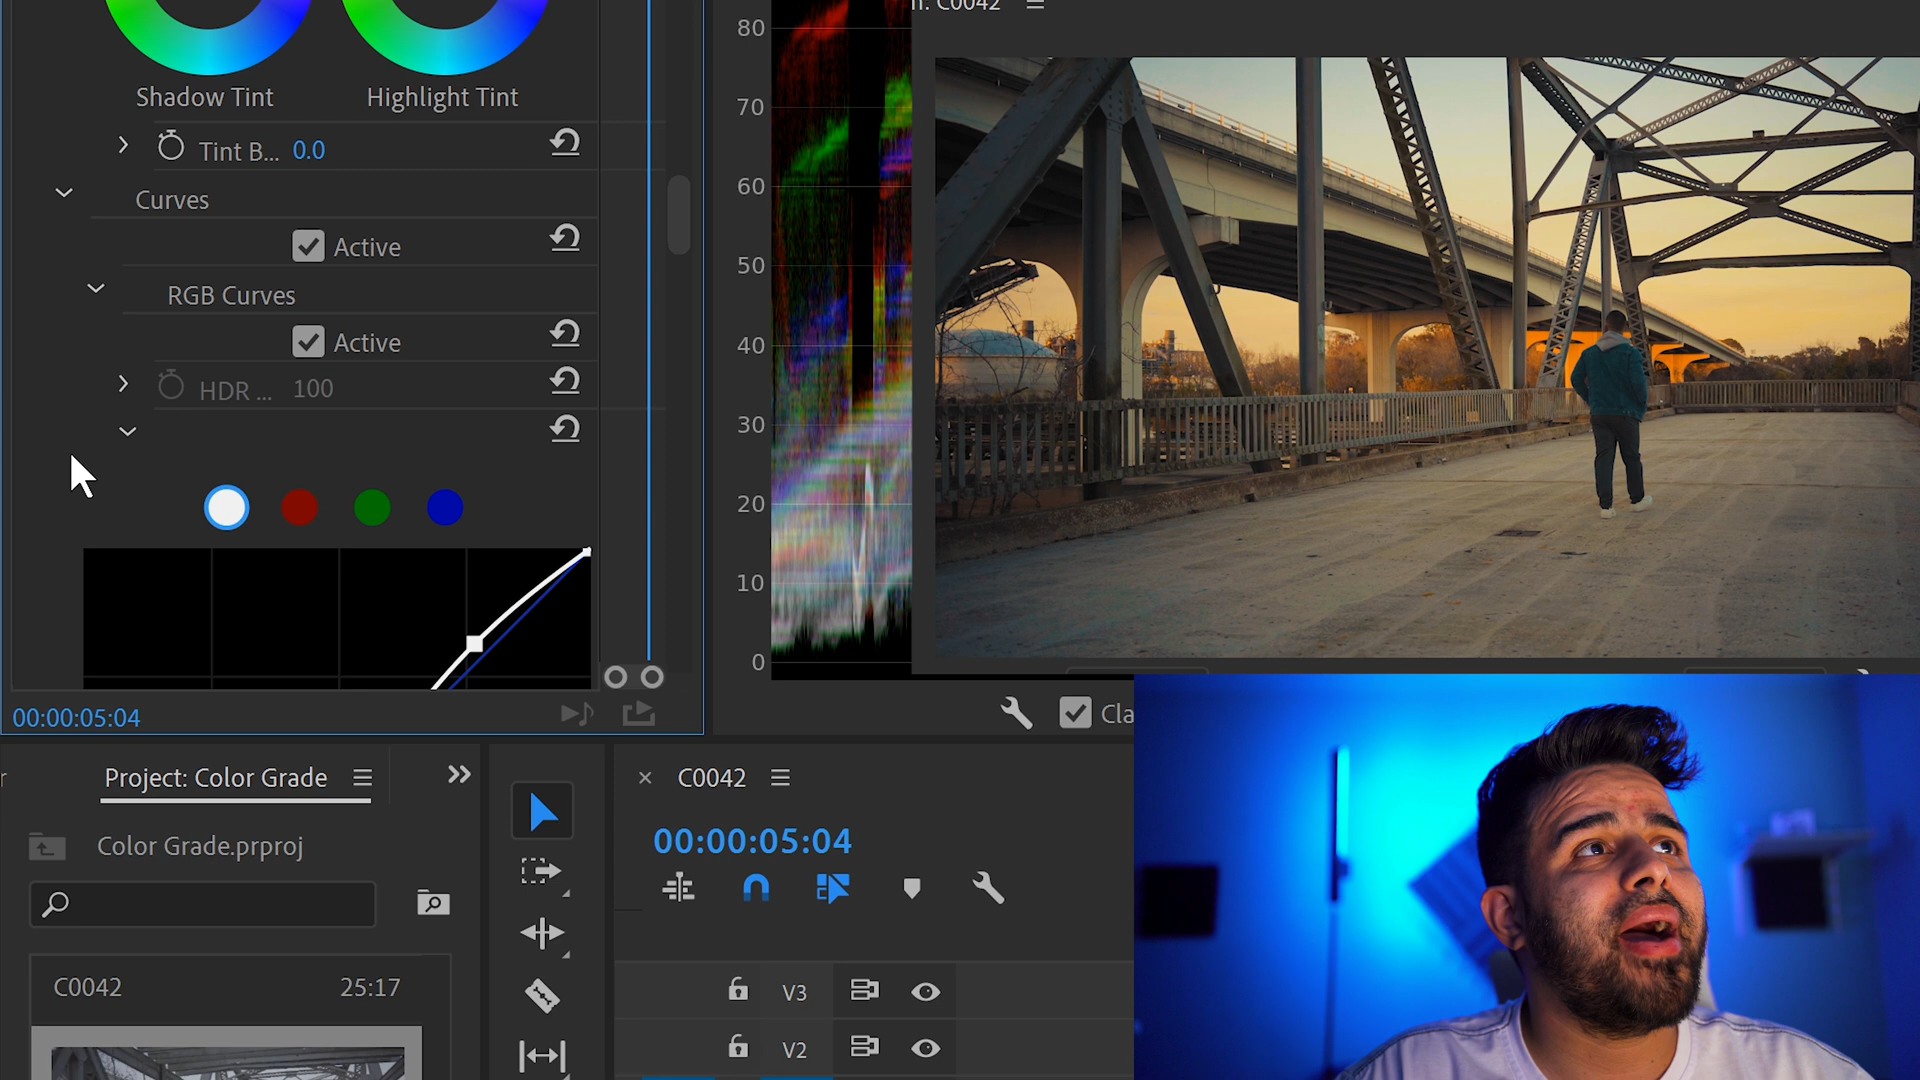 Shadow Tint
Highlight Tint
Tint B... 0.0
Curves
Active
RGB Curves
Active
HDR ... 100
00:00:05:04
80
70
60
50
40
30
20
10
0
C0042
Cla
Project: Color Grade
Color Grade.prproj
C0042 25:17
C0042
00:00:05:04
V3
V2